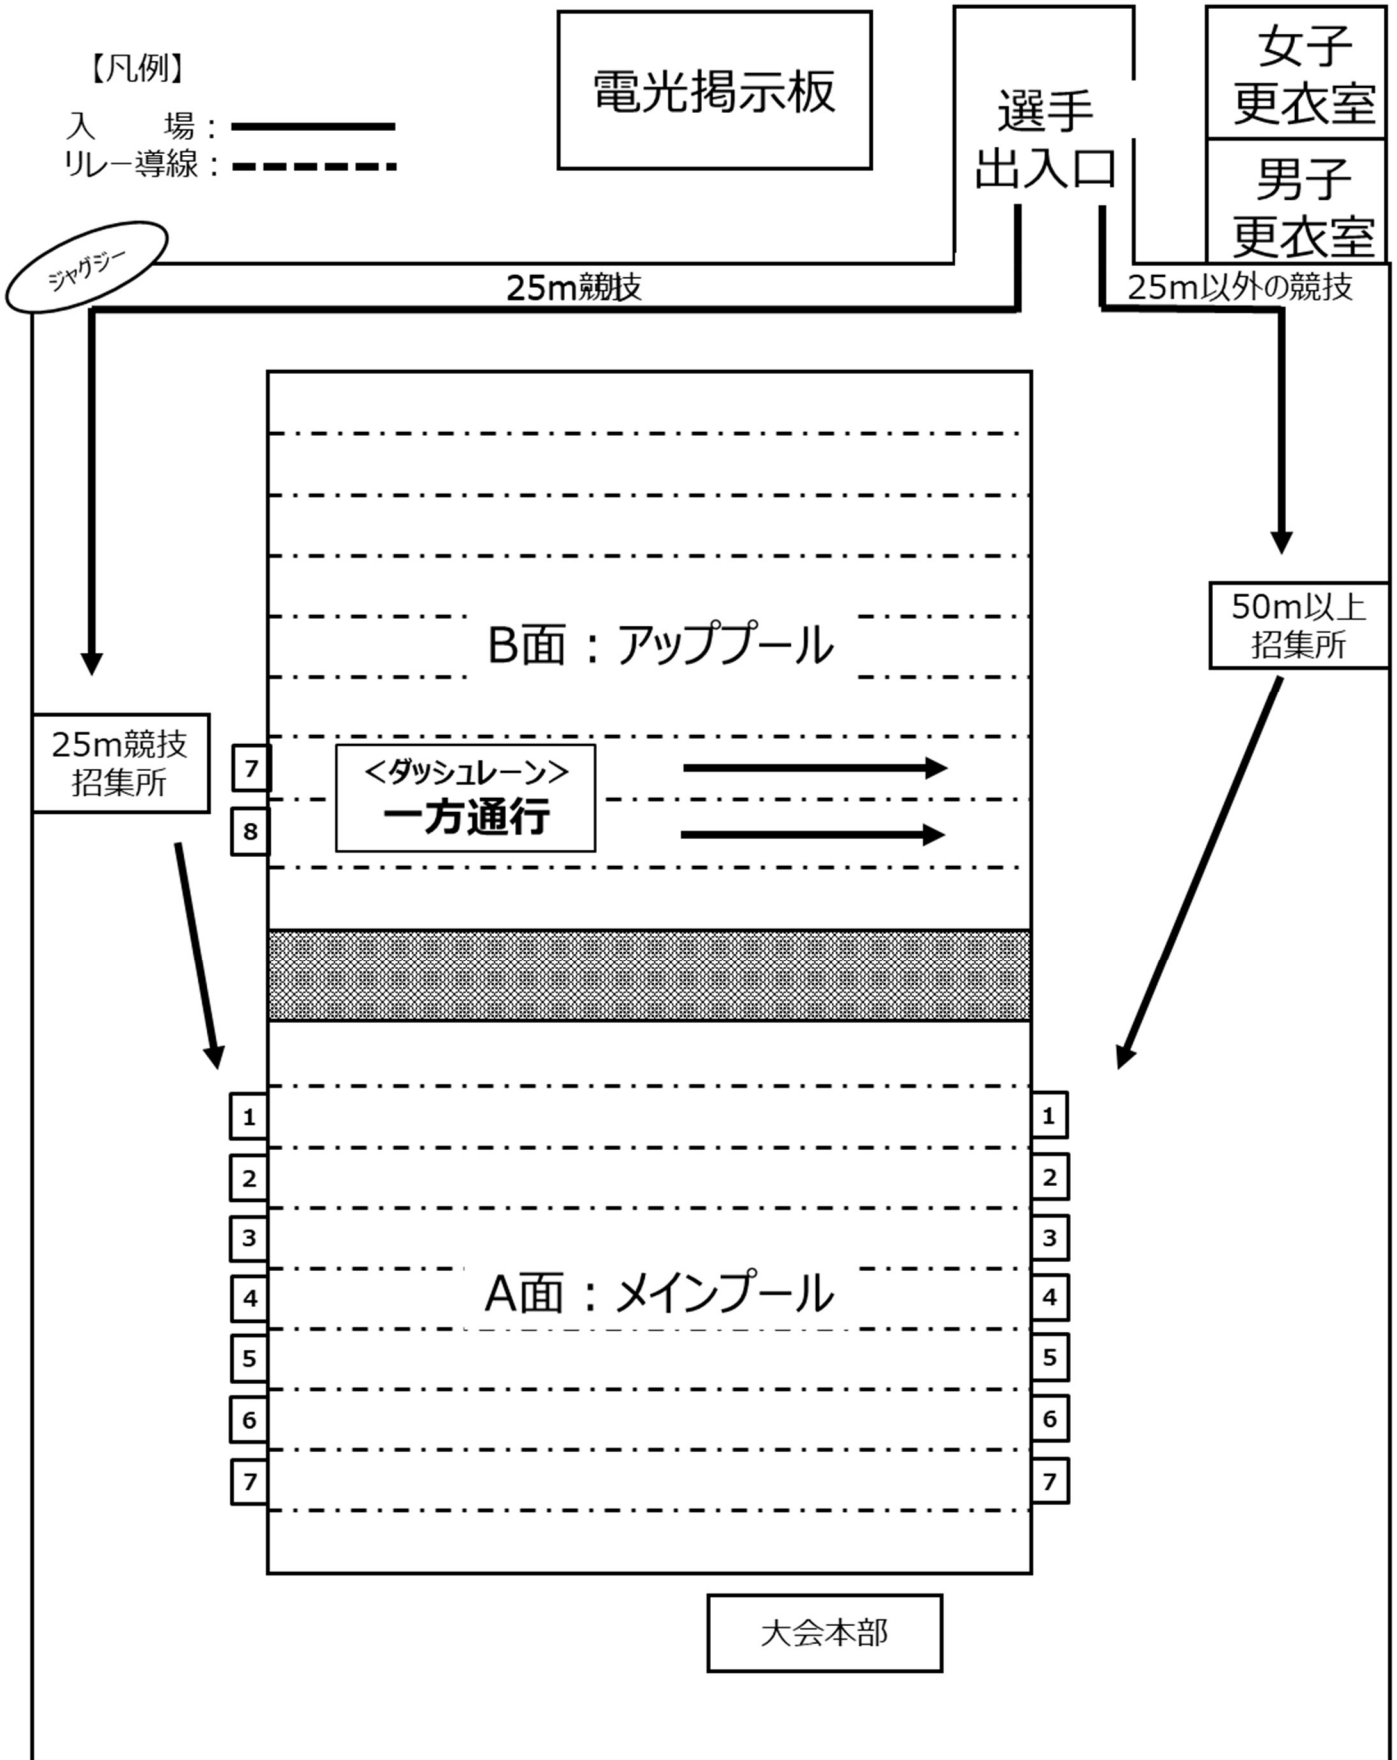 【凡例】
入　場：
リレー導線：
電光掲示板
選手
出入口
女子
更衣室
男子
更衣室
ジャグジー
25m競技
25m以外の競技
50m以上
招集所
B面：アッププール
25m競技
招集所
7
<ダッシュレーン>
一方通行
8
1
1
2
2
3
3
A面：メインプール
4
4
5
5
6
6
7
7
大会本部